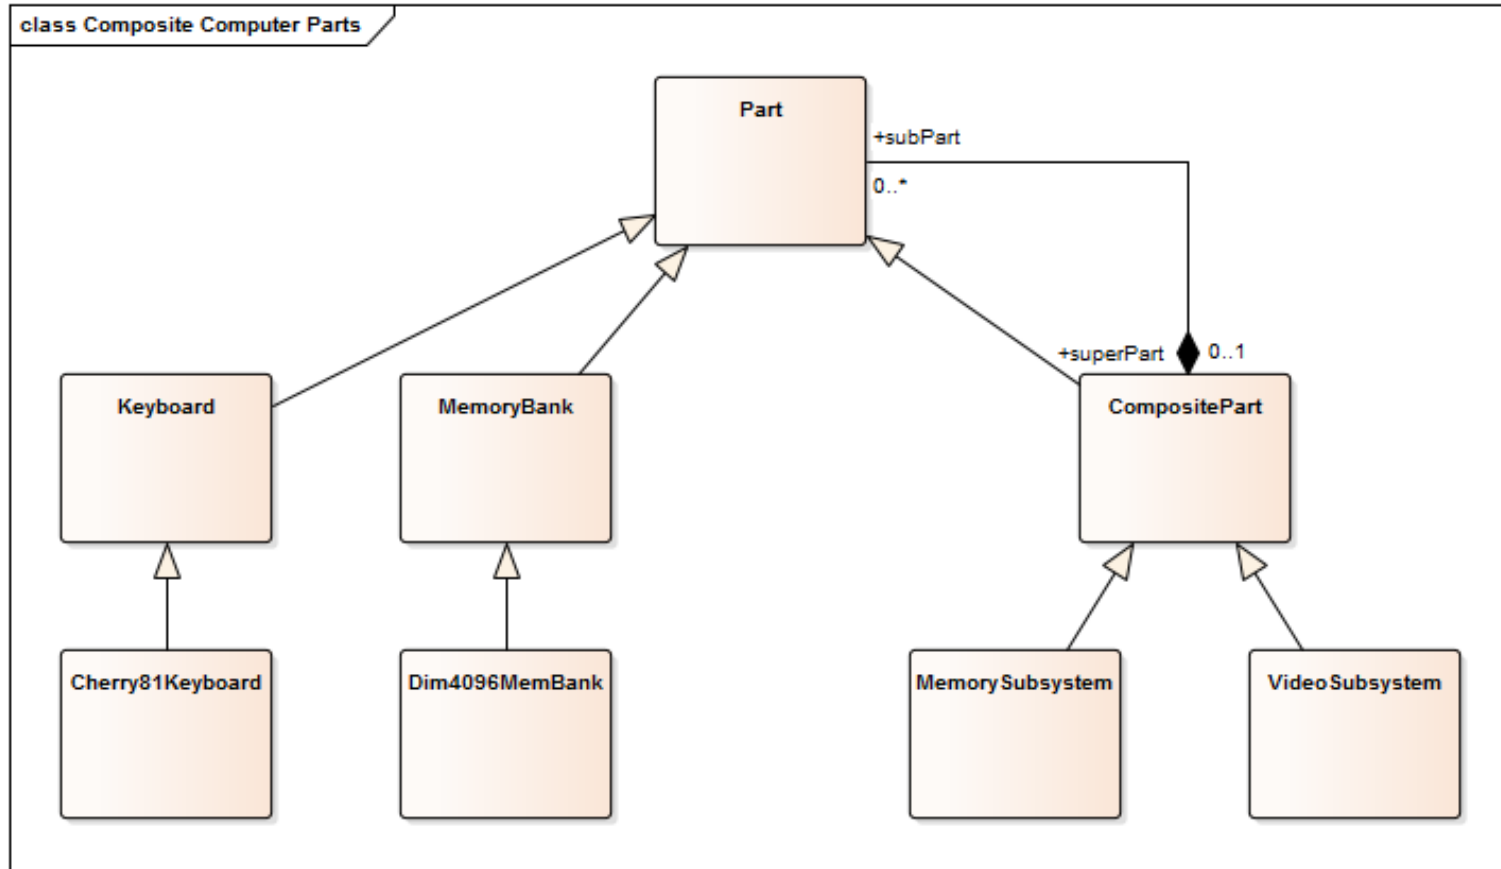 class Composite Computer Parts
Part
+subPart
0..*
+superPart
0..1
Keyboard
MemoryBank
CompositePart
Cherry81Keyboard
Dim4096MemBank
MemorySubsystem
VideoSubsystem